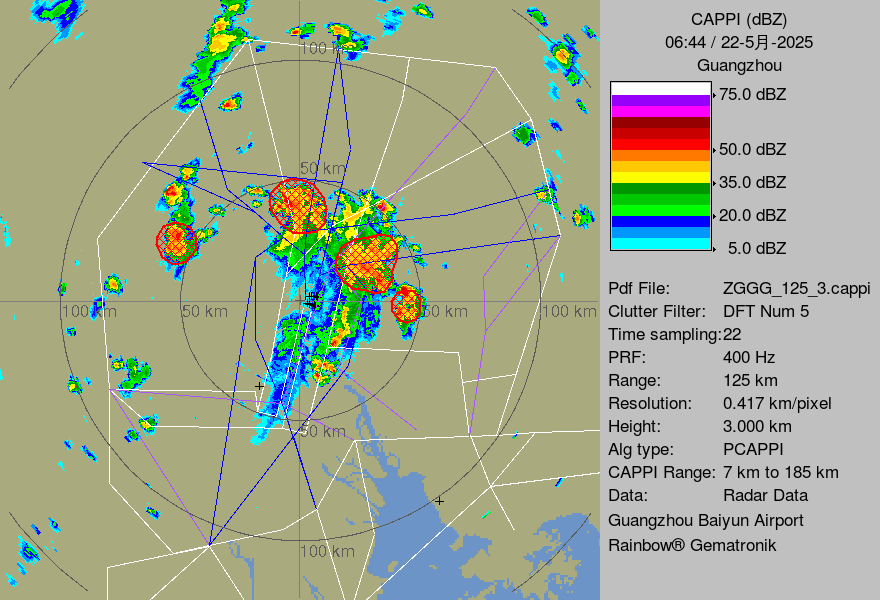 CAPPI (dBZ)
06:44 / 22-5月-2025
Guangzhou
75.0 dBZ
50.0 dBZ
35.0 dBZ
20.0 dBZ
5.0 dBZ
Pdf File: ZGGG_125_3.cappi
Clutter Filter: DFT Num 5
Time sampling:22
PRF: 400 Hz
Range: 125 km
Resolution: 0.417 km/pixel
Height: 3.000 km
Alg type: PCAPPI
CAPPI Range: 7 km to 185 km
Data: Radar Data
Guangzhou Baiyun Airport
Rainbow® Gematronik
100 km
50 km
100 km
50 km
50 km
100 km
50 km
100 km